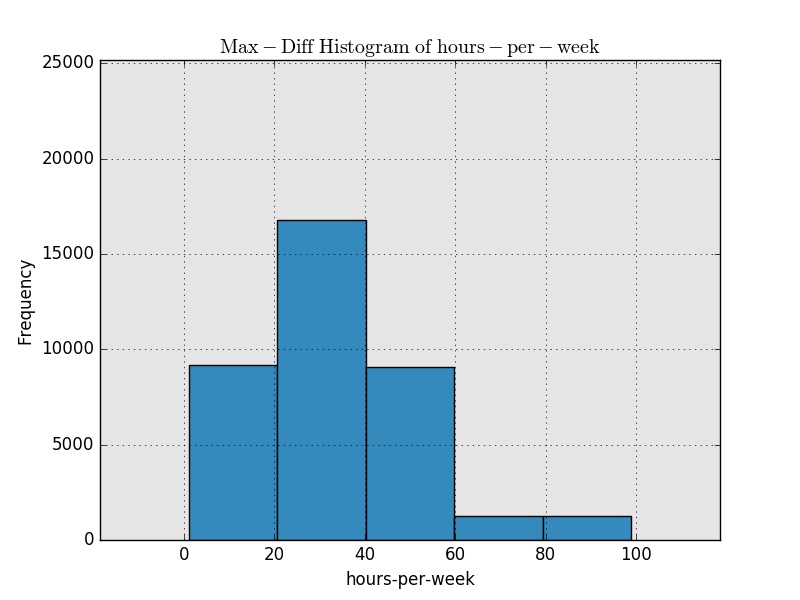 Max − Diff Histogram of hours − per − week
25000
20000
15000
10000
5000
0
Frequency
0 20 40 60 80 100
hours-per-week